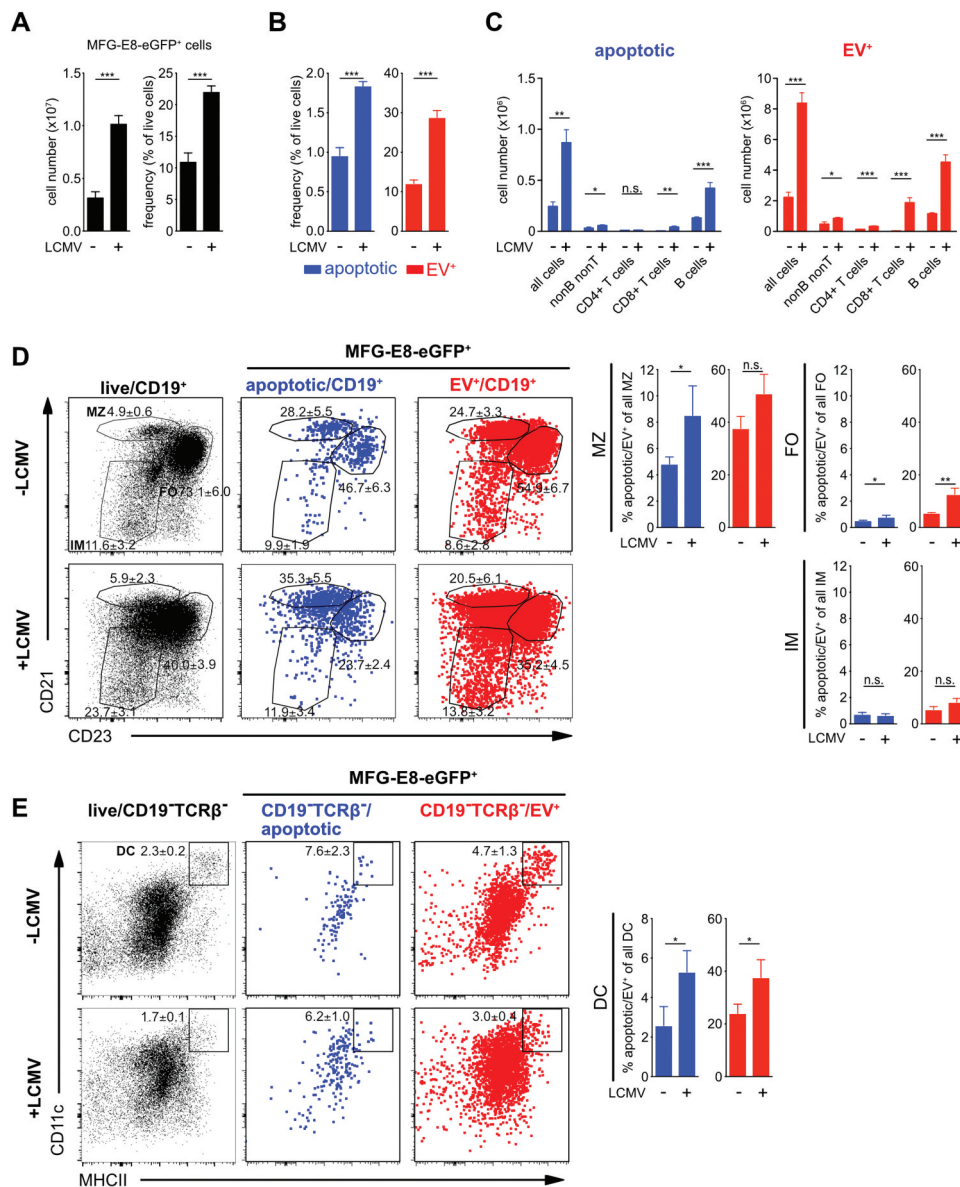 A
MFG-E8-eGFP⁺ cells
cell number (x10⁷)
1.5
1.0
0.5
0.0
***
LCMV - +
frequency (% of live cells)
25
20
15
10
5
0
***
- +
B
frequency (% of live cells)
2.0
1.5
1.0
0.5
0.0
***
LCMV - +
40
30
20
10
0
***
- +
apoptotic EV⁺
C
apoptotic
cell number (x10⁶)
1.5
1.0
0.5
0.0
** * n.s. ** ***
LCMV - + - + - + - + - +
all cells
nonB nonT
CD4+ T cells
CD8+ T cells
B cells
EV⁺
cell number (x10⁶)
10
8
6
4
2
0
*** * *** *** ***
LCMV - + - + - + - + - +
all cells
nonB nonT
CD4+ T cells
CD8+ T cells
B cells
D
MFG-E8-eGFP⁺
live/CD19⁺ apoptotic/CD19⁺ EV⁺/CD19⁺
-LCMV
MZ 4.9±0.6
FO 73.1±6.0
IM 11.6±3.2
28.2±5.5
46.7±6.3
9.9±1.9
24.7±3.3
54.9±6.7
8.6±2.8
+LCMV
5.9±2.3
40.0±3.9
23.7±3.1
35.3±5.5
23.7±2.4
11.9±3.4
20.5±6.1
35.2±4.5
13.8±3.2
CD21
CD23
MZ
% apoptotic/EV⁺ of all MZ
12
10
8
6
4
2
0
*
LCMV - +
60
40
20
0
n.s.
- +
FO
% apoptotic/EV⁺ of all FO
12
10
8
6
4
2
0
*
LCMV - +
60
40
20
0
**
- +
IM
% apoptotic/EV⁺ of all IM
12
10
8
6
4
2
0
n.s.
LCMV - +
60
40
20
0
n.s.
- +
E
MFG-E8-eGFP⁺
live/CD19⁻TCRβ⁻ CD19⁻TCRβ⁻/ CD19⁻TCRβ⁻/EV⁺
apoptotic
-LCMV
DC 2.3±0.2
7.6±2.3
4.7±1.3
+LCMV
1.7±0.1
6.2±1.0
3.0±0.4
CD11c
MHCII
DC
% apoptotic/EV⁺ of all DC
8
6
4
2
0
*
LCMV - +
60
40
20
0
*
- +